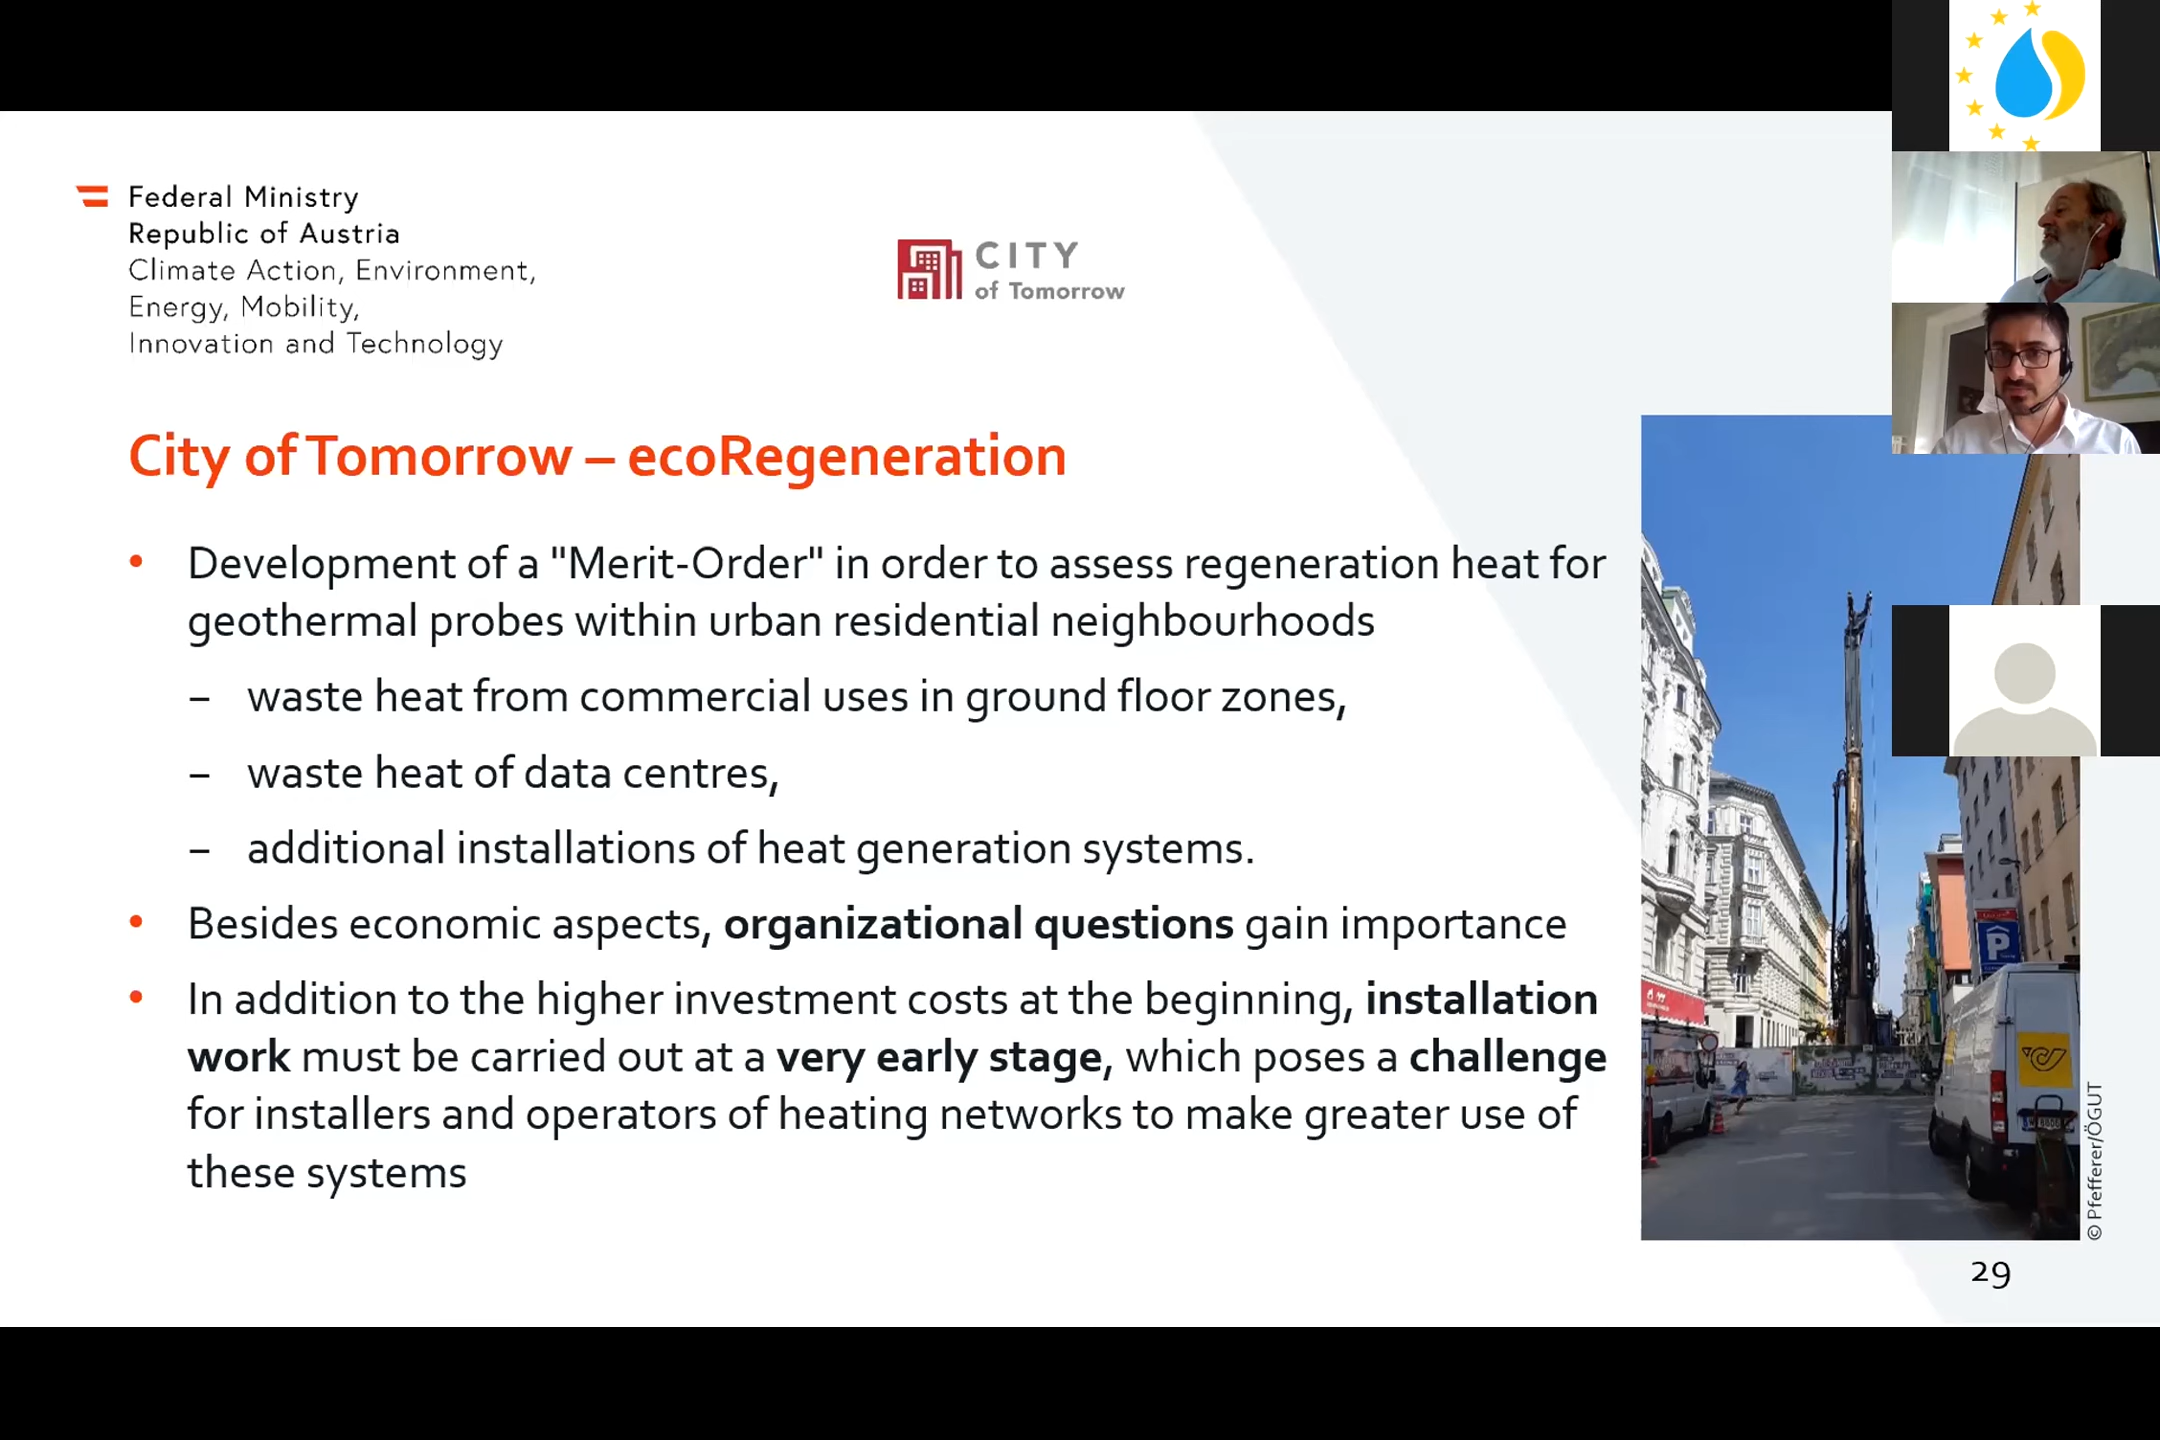 Federal Ministry
Republic of Austria
Climate Action, Environment,
Energy, Mobility,
Innovation and Technology
CITY
of Tomorrow
City of Tomorrow – ecoRegeneration
• Development of a "Merit-Order" in order to assess regeneration heat for
geothermal probes within urban residential neighbourhoods
– waste heat from commercial uses in ground floor zones,
– waste heat of data centres,
– additional installations of heat generation systems.
• Besides economic aspects, organizational questions gain importance
• In addition to the higher investment costs at the beginning, installation
work must be carried out at a very early stage, which poses a challenge
for installers and operators of heating networks to make greater use of
these systems
P
© Pfefferer/ÖGUT
29